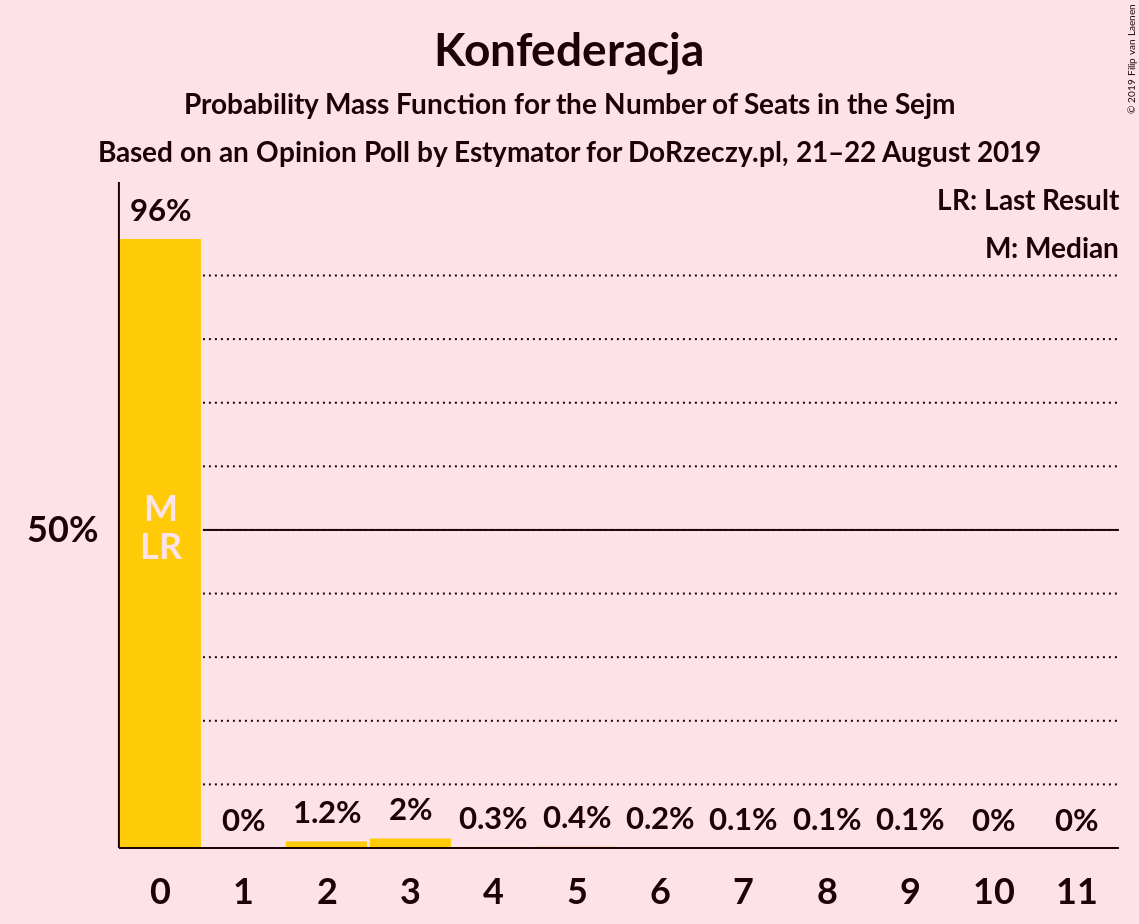 Konfederacja
Probability Mass Function for the Number of Seats in the Sejm
Based on an Opinion Poll by Estymator for DoRzeczy.pl, 21–22 August 2019
© 2019 Filip van Laenen
LR: Last Result
M: Median
96%
M
LR
50%
0% 1.2% 2% 0.3% 0.4% 0.2% 0.1% 0.1% 0.1% 0% 0%
0 1 2 3 4 5 6 7 8 9 10 11